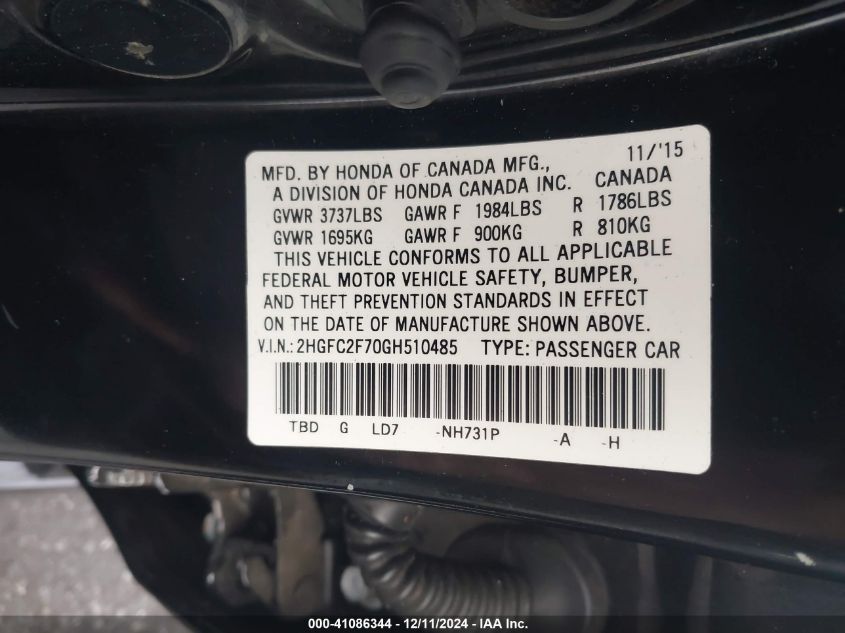 MFD. BY HONDA OF CANADA MFG., 11/'15
A DIVISION OF HONDA CANADA INC. CANADA
GVWR 3737LBS GAWR F 1984LBS R 1786LBS
GVWR 1695KG GAWR F 900KG R 810KG
THIS VEHICLE CONFORMS TO ALL APPLICABLE
FEDERAL MOTOR VEHICLE SAFETY, BUMPER,
AND THEFT PREVENTION STANDARDS IN EFFECT
ON THE DATE OF MANUFACTURE SHOWN ABOVE.
V.I.N.: 2HGFC2F70GH510485 TYPE: PASSENGER CAR
TBD G LD7 -NH731P -A -H
000-41086344 - 12/11/2024 - IAA Inc.